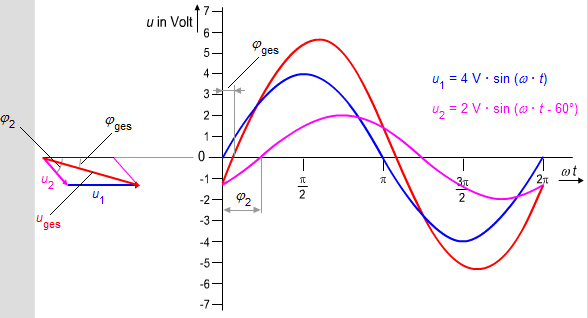 u in Volt
7
6
5
4
3
2
1
0
-1
-2
-3
-4
-5
-6
-7
φges
u1 = 4 V · sin (ω · t)
u2 = 2 V · sin (ω · t - 60°)
φ2
φges
u2
u1
uges
φ2
π/2
π
3π/2
2π
ωt